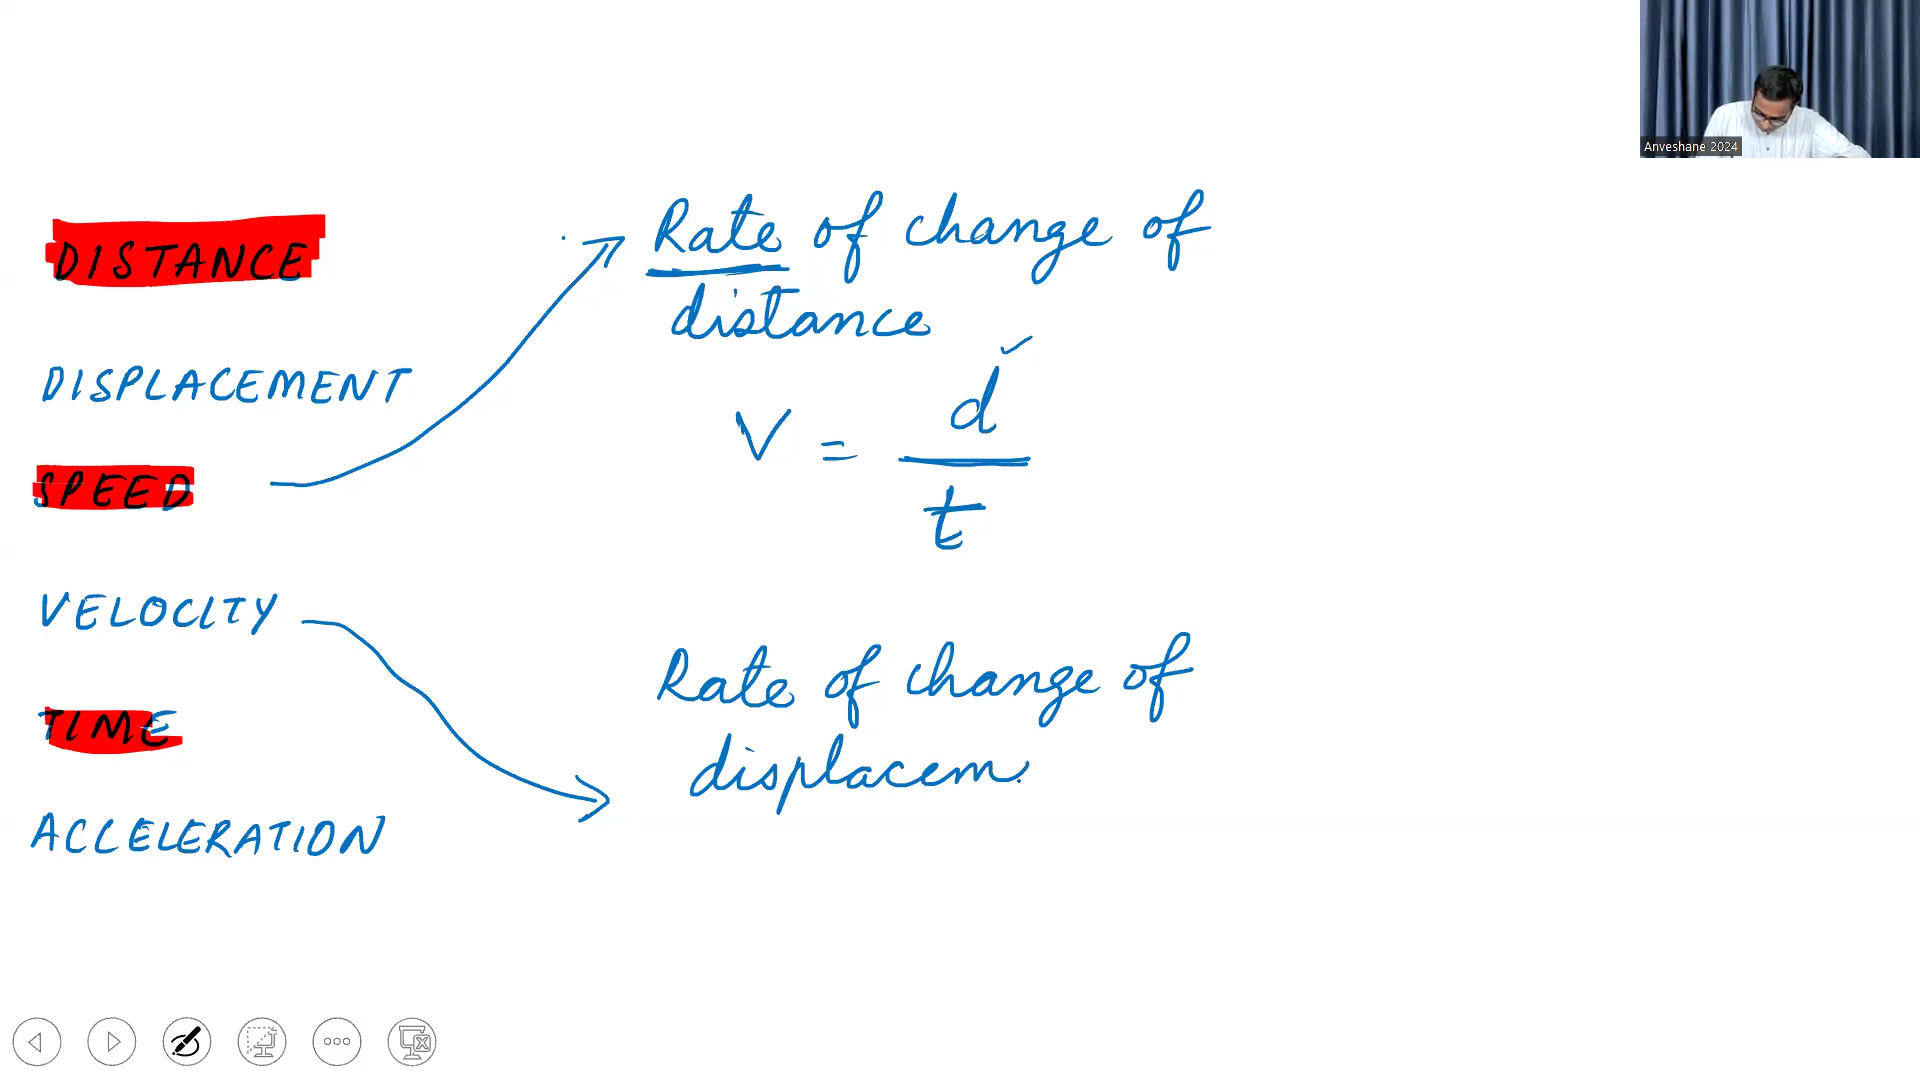 Anveshane 2024
DISTANCE
DISPLACEMENT
SPEED
VELOCITY
TIME
ACCELERATION
Rate of change of
distance
V = d/t
Rate of change of
displacem